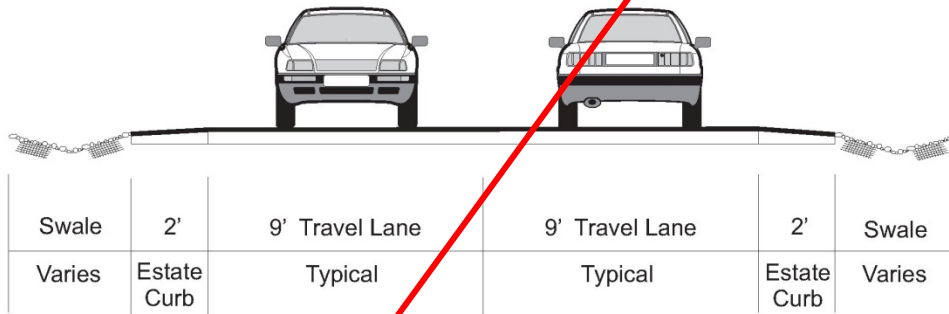 Swale 2’ 9’ Travel Lane 9’ Travel Lane 2’ Swale
Varies Estate Curb Typical Typical Estate Curb Varies